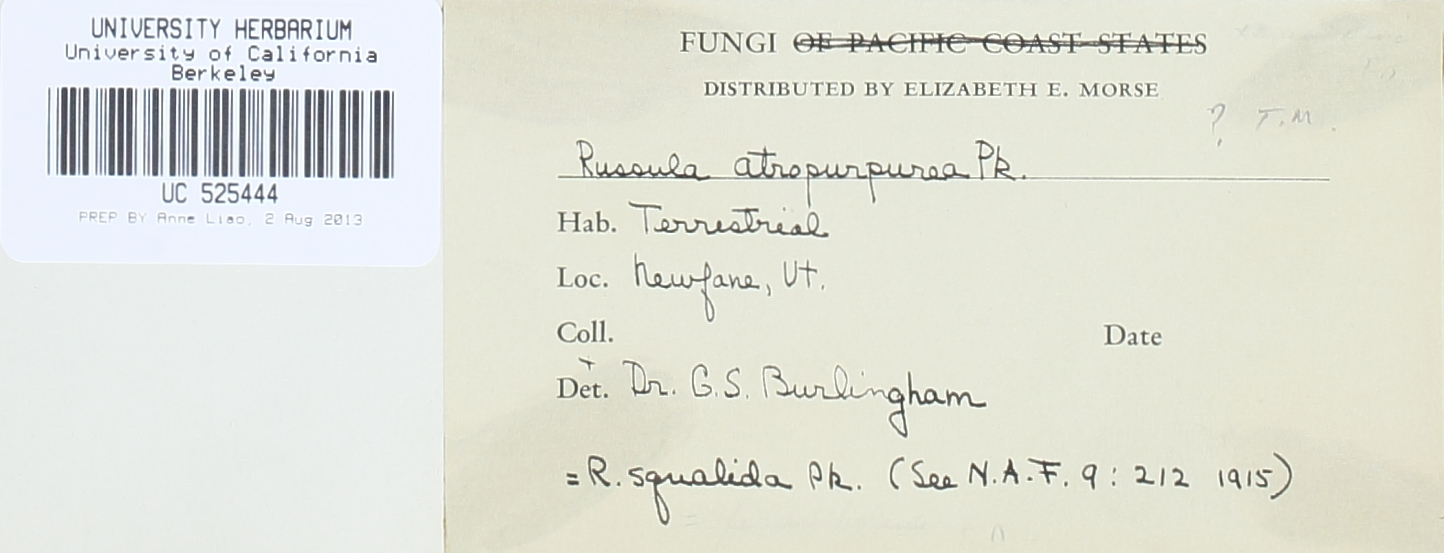 UNIVERSITY HERBARIUM
University of California
Berkeley
UC 525444
PREP BY Anne Liao, 2 Aug 2013
FUNGI OF PACIFIC COAST STATES
DISTRIBUTED BY ELIZABETH E. MORSE
? T.M.
Russula atropurpurea Pk.
Hab. Terrestrial
Loc. Newfane, Vt.
Coll. Date
+
Det. Dr. G.S. Burlingham
= R. squalida Pk. (See N.A.F. 9: 212 1915)